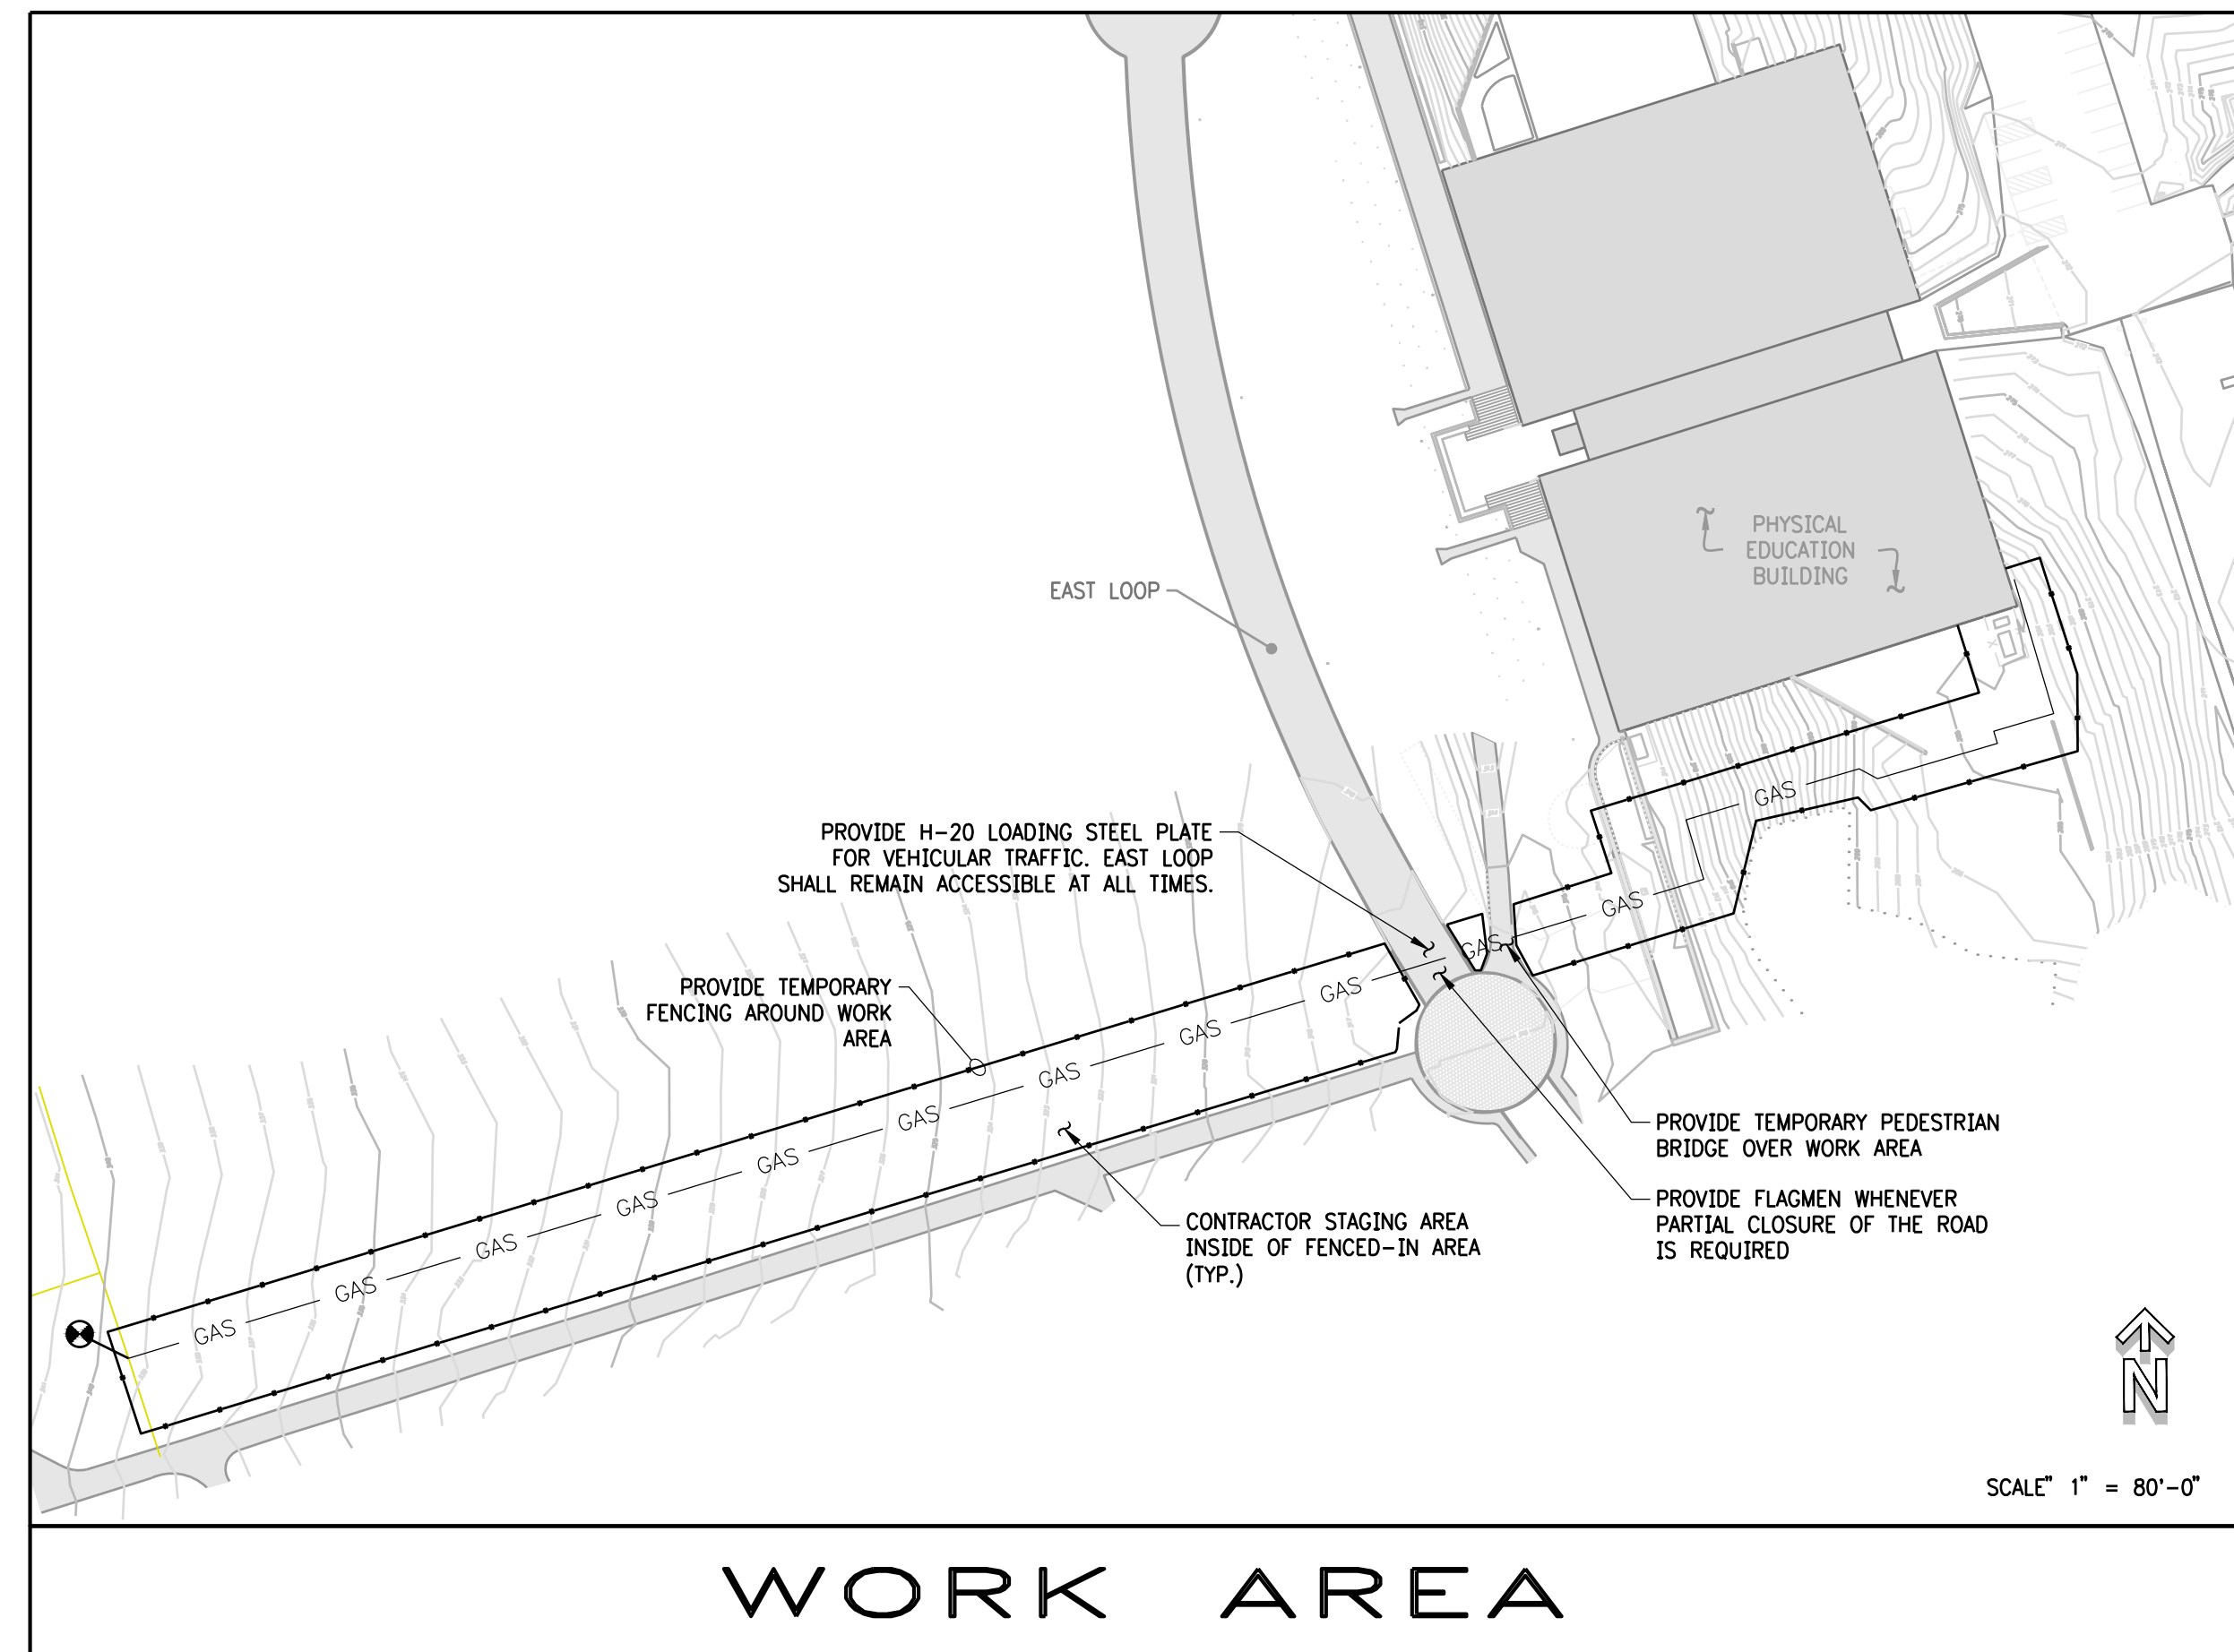 PHYSICAL
EDUCATION
BUILDING
EAST LOOP
PROVIDE H-20 LOADING STEEL PLATE
FOR VEHICULAR TRAFFIC. EAST LOOP
SHALL REMAIN ACCESSIBLE AT ALL TIMES.
PROVIDE TEMPORARY
FENCING AROUND WORK
AREA
GAS
GAS
GAS
GAS
GAS
GAS
GAS
GAS
GAS
GAS
GAS
GAS
PROVIDE TEMPORARY PEDESTRIAN
BRIDGE OVER WORK AREA
PROVIDE FLAGMEN WHENEVER
PARTIAL CLOSURE OF THE ROAD
IS REQUIRED
CONTRACTOR STAGING AREA
INSIDE OF FENCED-IN AREA
(TYP.)
N
SCALE" 1" = 80'-0"
WORK AREA